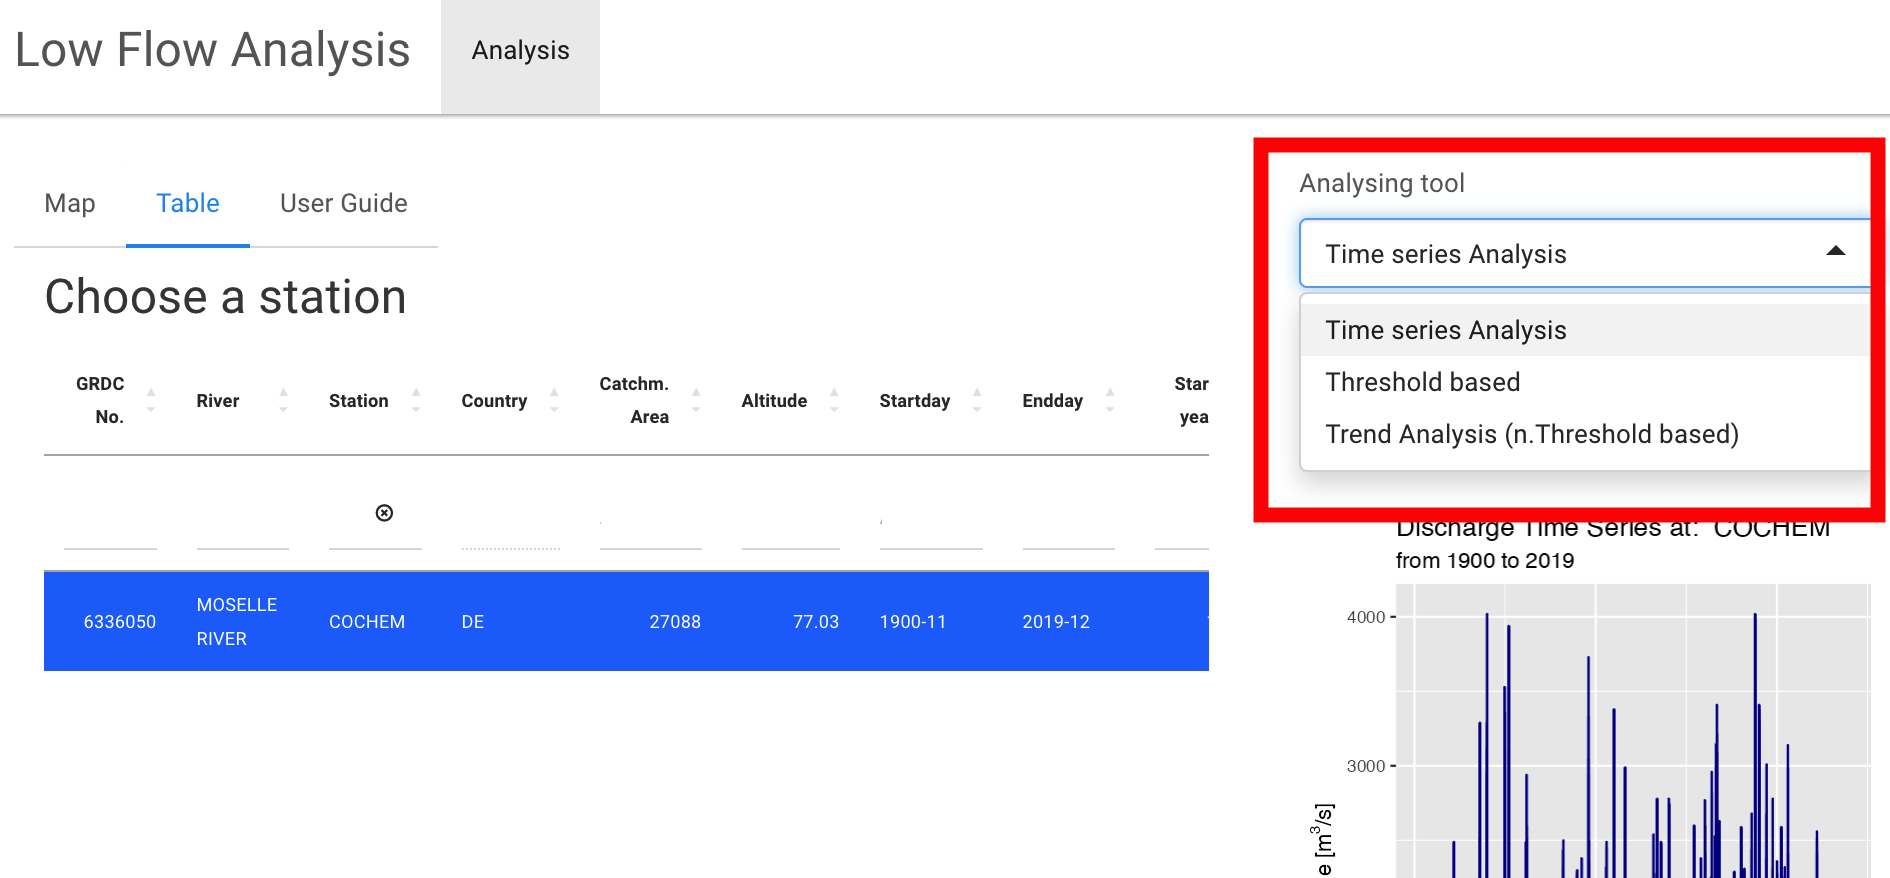 Low Flow Analysis
Analysis
Map
Table
User Guide
Choose a station
GRDC No.
River
Station
Country
Catchm. Area
Altitude
Startday
Endday
6336050
MOSELLE RIVER
COCHEM
DE
27088
77.03
1900-11
2019-12
Analysing tool
Time series Analysis
Time series Analysis
Threshold based
Trend Analysis (n.Threshold based)
Discharge Time Series at: COCHEM
from 1900 to 2019
4000
3000
[m³/s]